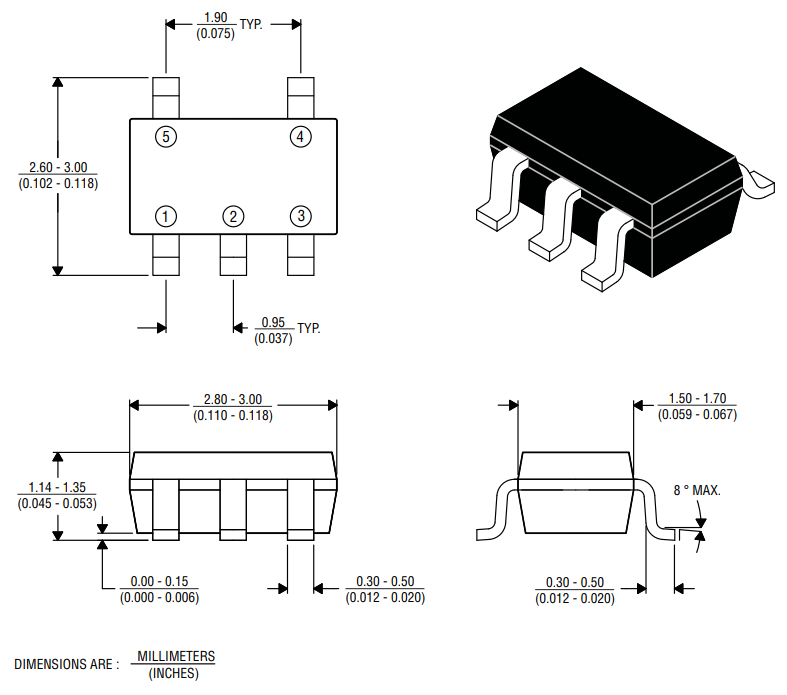 1.90
(0.075)
TYP.
5
4
2.60 - 3.00
(0.102 - 0.118)
1
2
3
0.95
(0.037)
TYP.
2.80 - 3.00
(0.110 - 0.118)
1.50 - 1.70
(0.059 - 0.067)
1.14 - 1.35
(0.045 - 0.053)
8 ° MAX.
0.00 - 0.15
(0.000 - 0.006)
0.30 - 0.50
(0.012 - 0.020)
0.30 - 0.50
(0.012 - 0.020)
DIMENSIONS ARE :
MILLIMETERS
(INCHES)